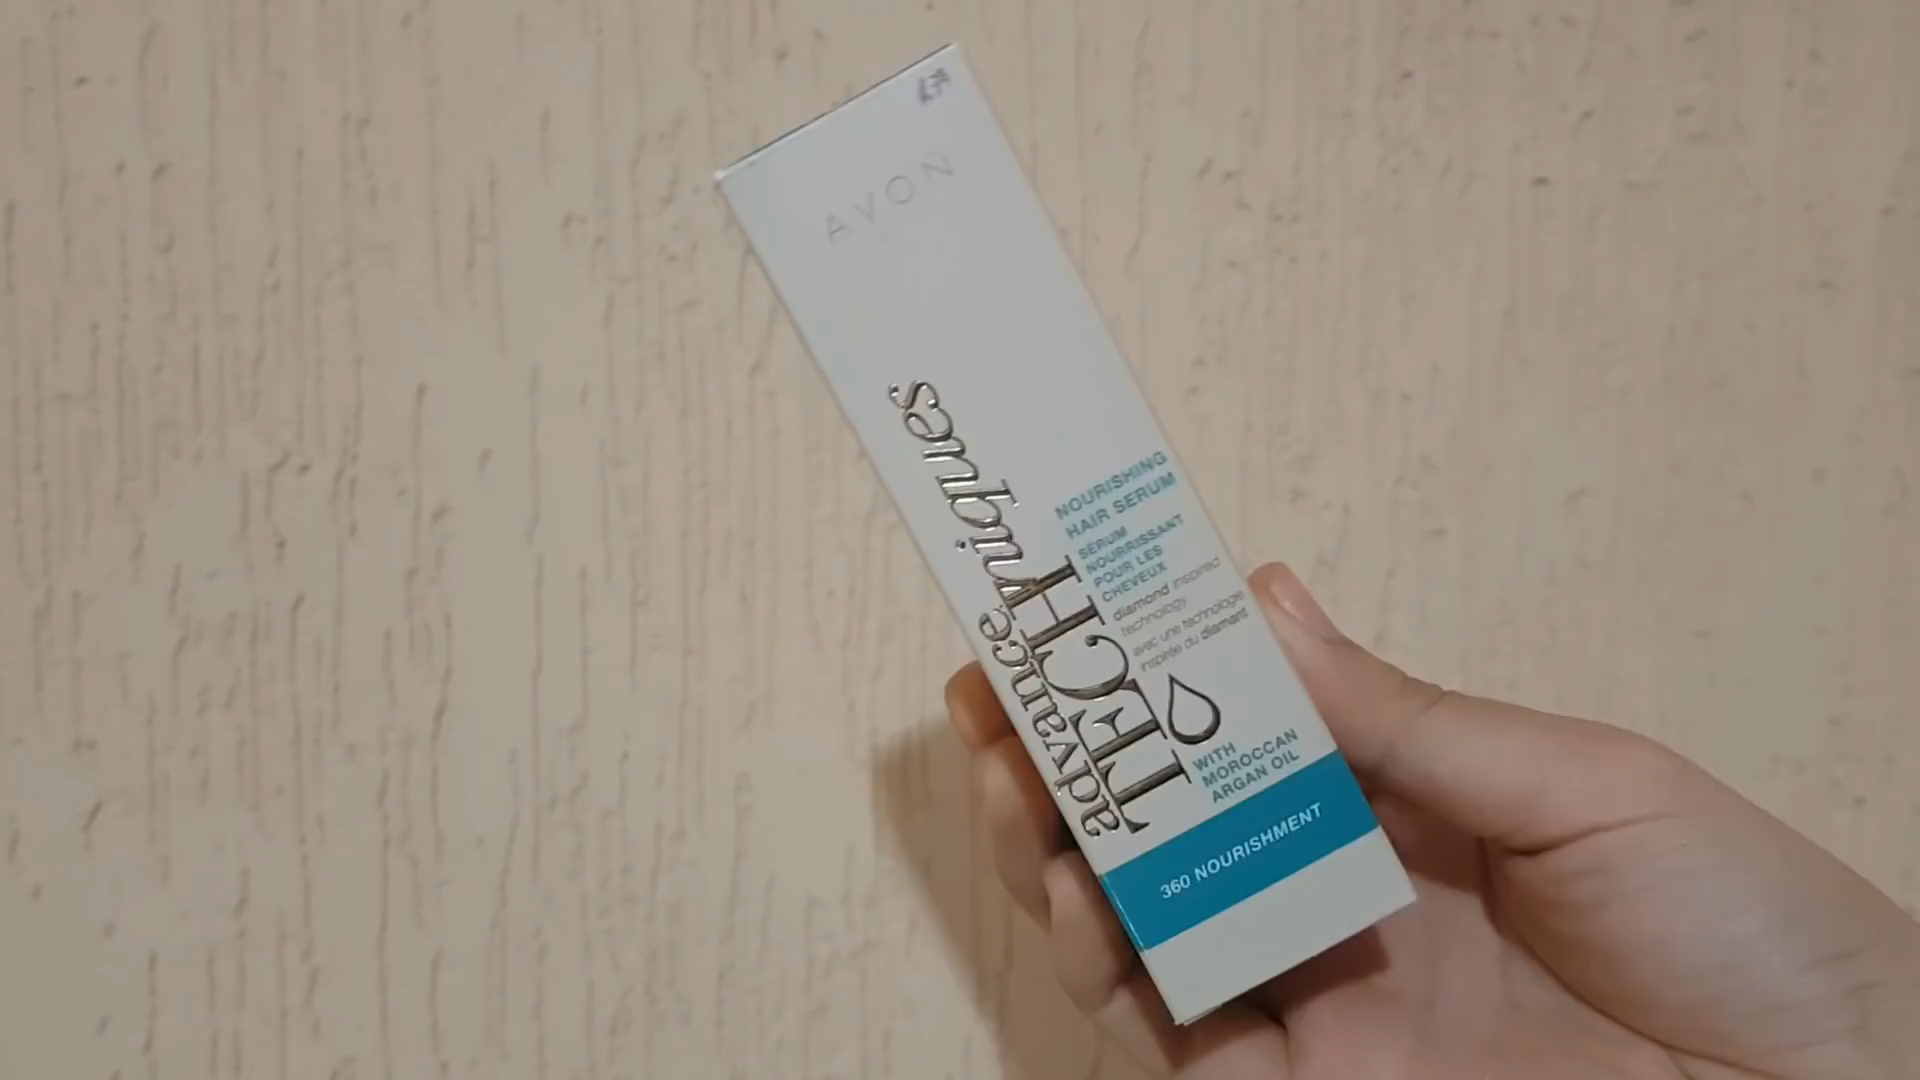 AVON
advance
TECHniques
NOURISHING
HAIR SERUM
SÉRUM
NOURRISSANT
POUR LES
CHEVEUX
diamond inspired
technology
avec une technologie
inspirée du diamant
WITH
MOROCCAN
ARGAN OIL
360 NOURISHMENT